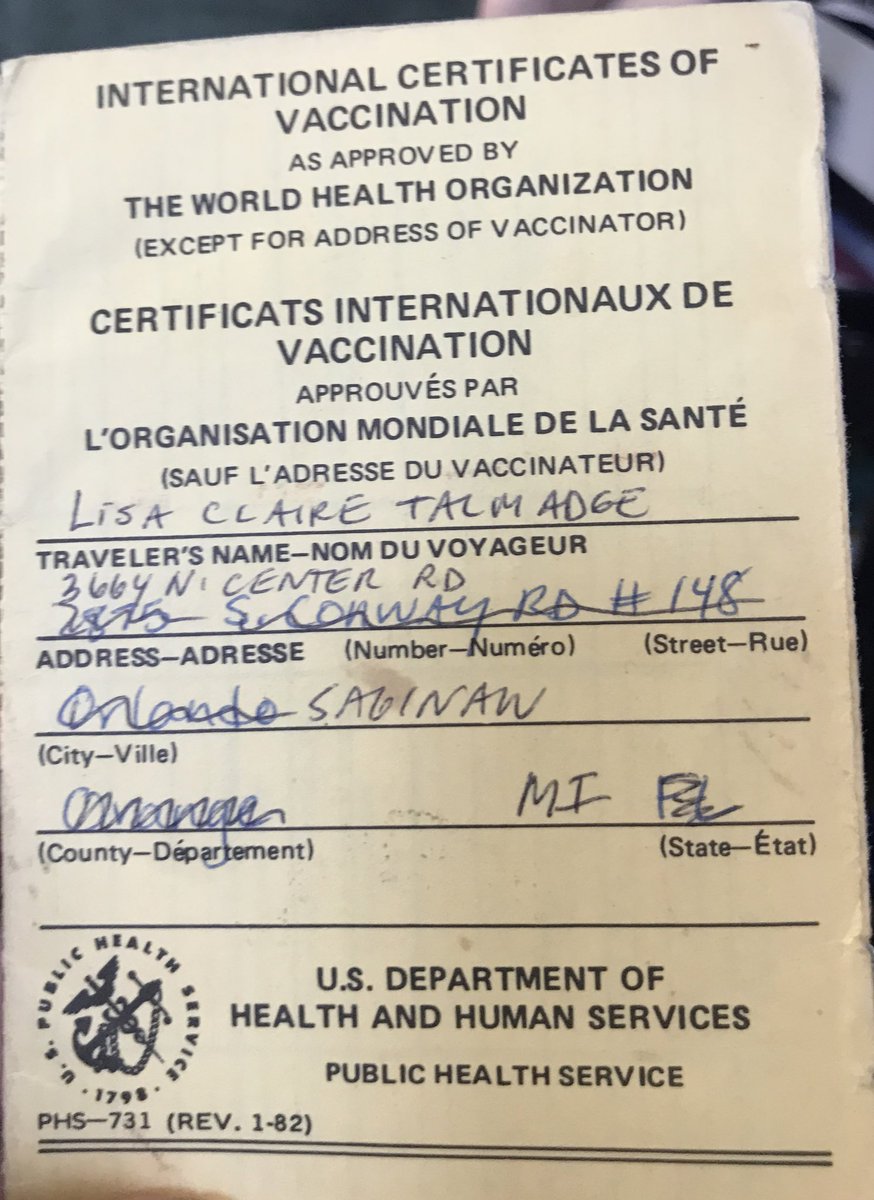 INTERNATIONAL CERTIFICATES OF
VACCINATION
AS APPROVED BY
THE WORLD HEALTH ORGANIZATION
(EXCEPT FOR ADDRESS OF VACCINATOR)
CERTIFICATS INTERNATIONAUX DE
VACCINATION
APPROUVÉS PAR
L'ORGANISATION MONDIALE DE LA SANTÉ
(SAUF L'ADRESSE DU VACCINATEUR)
LiSA CLAIRE TALMADGE
TRAVELER'S NAME—NOM DU VOYAGEUR
3664 N. CENTER RD
2875 S. CONWAY RD # 148
ADDRESS—ADRESSE (Number—Numéro) (Street—Rue)
Orlando SAGINAW
(City—Ville)
Orange MI FL
(County—Département) (State—État)
U.S. PUBLIC HEALTH SERVICE
1798
U.S. DEPARTMENT OF
HEALTH AND HUMAN SERVICES
PUBLIC HEALTH SERVICE
PHS—731 (REV. 1-82)